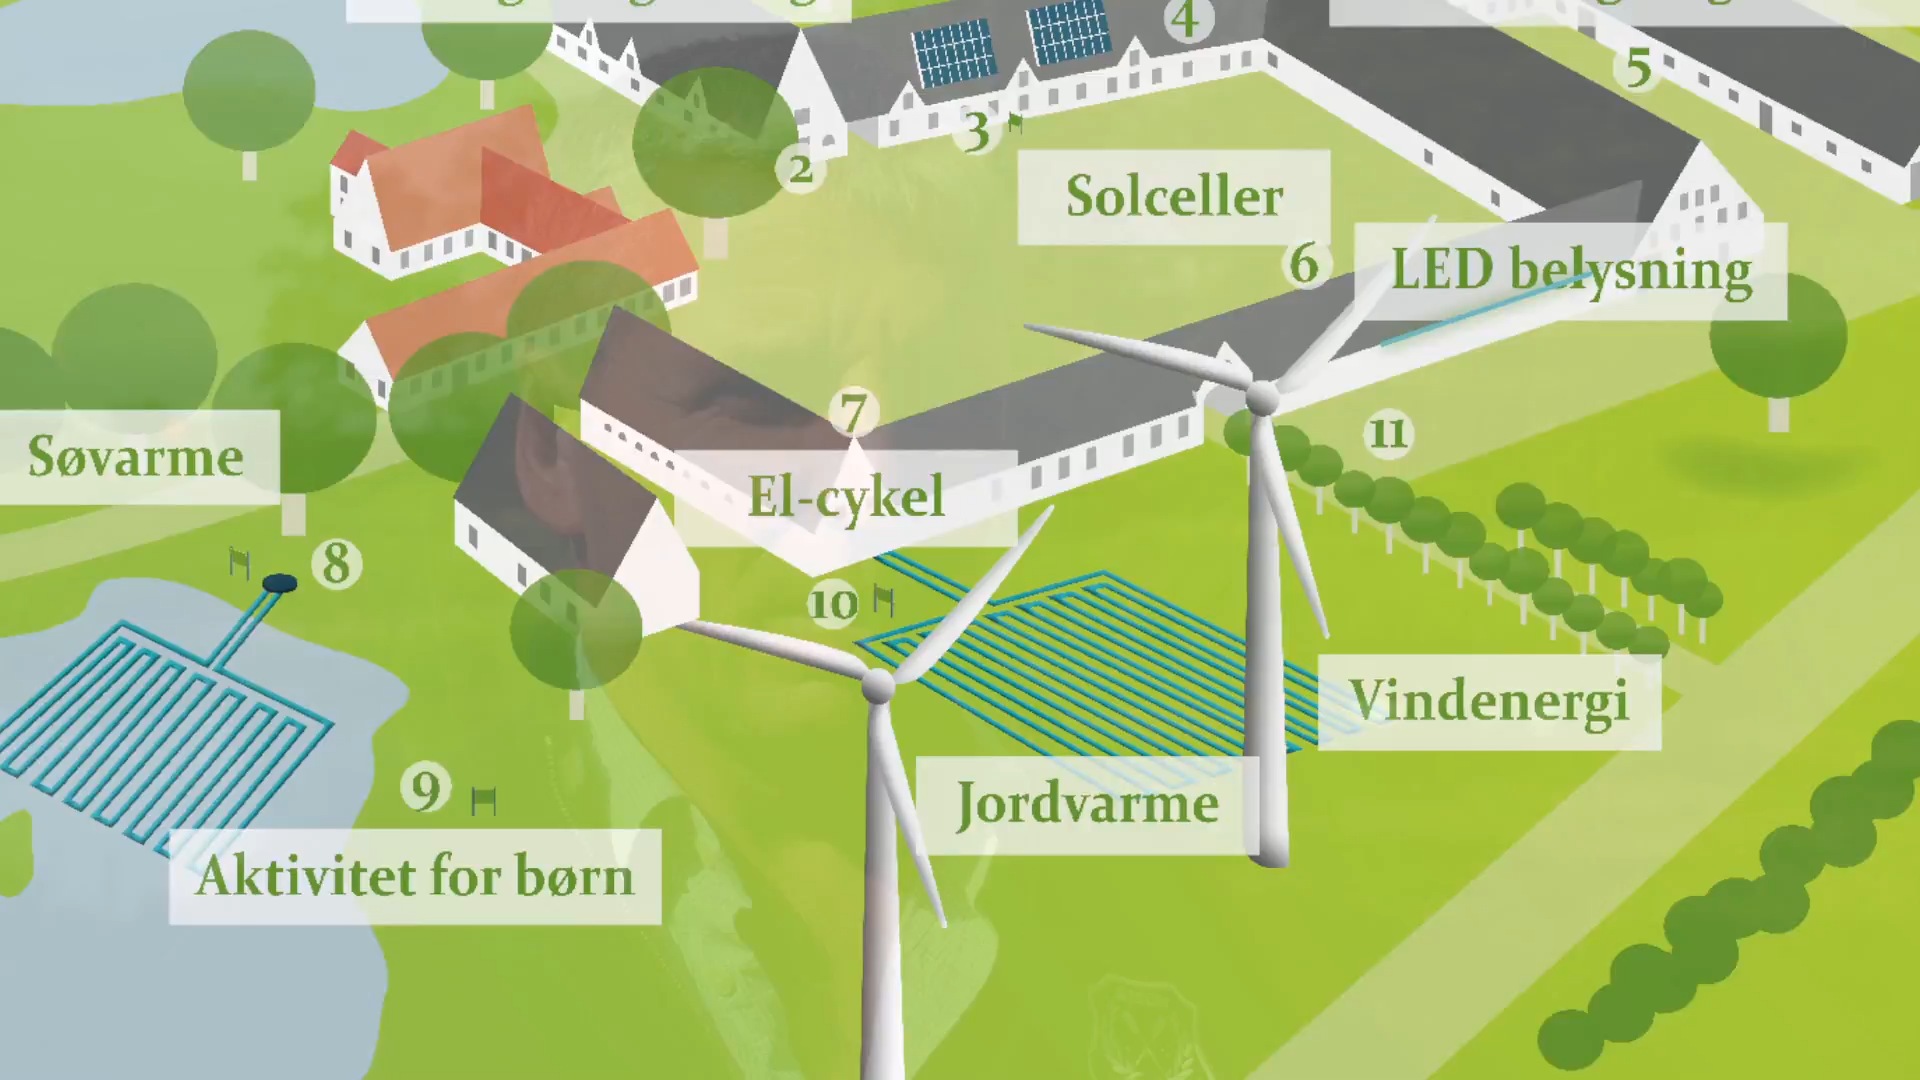 4
5
3
2
Solceller
6
LED belysning
7
11
Søvarme
El-cykel
8
10
Vindenergi
9
Jordvarme
Aktivitet for børn